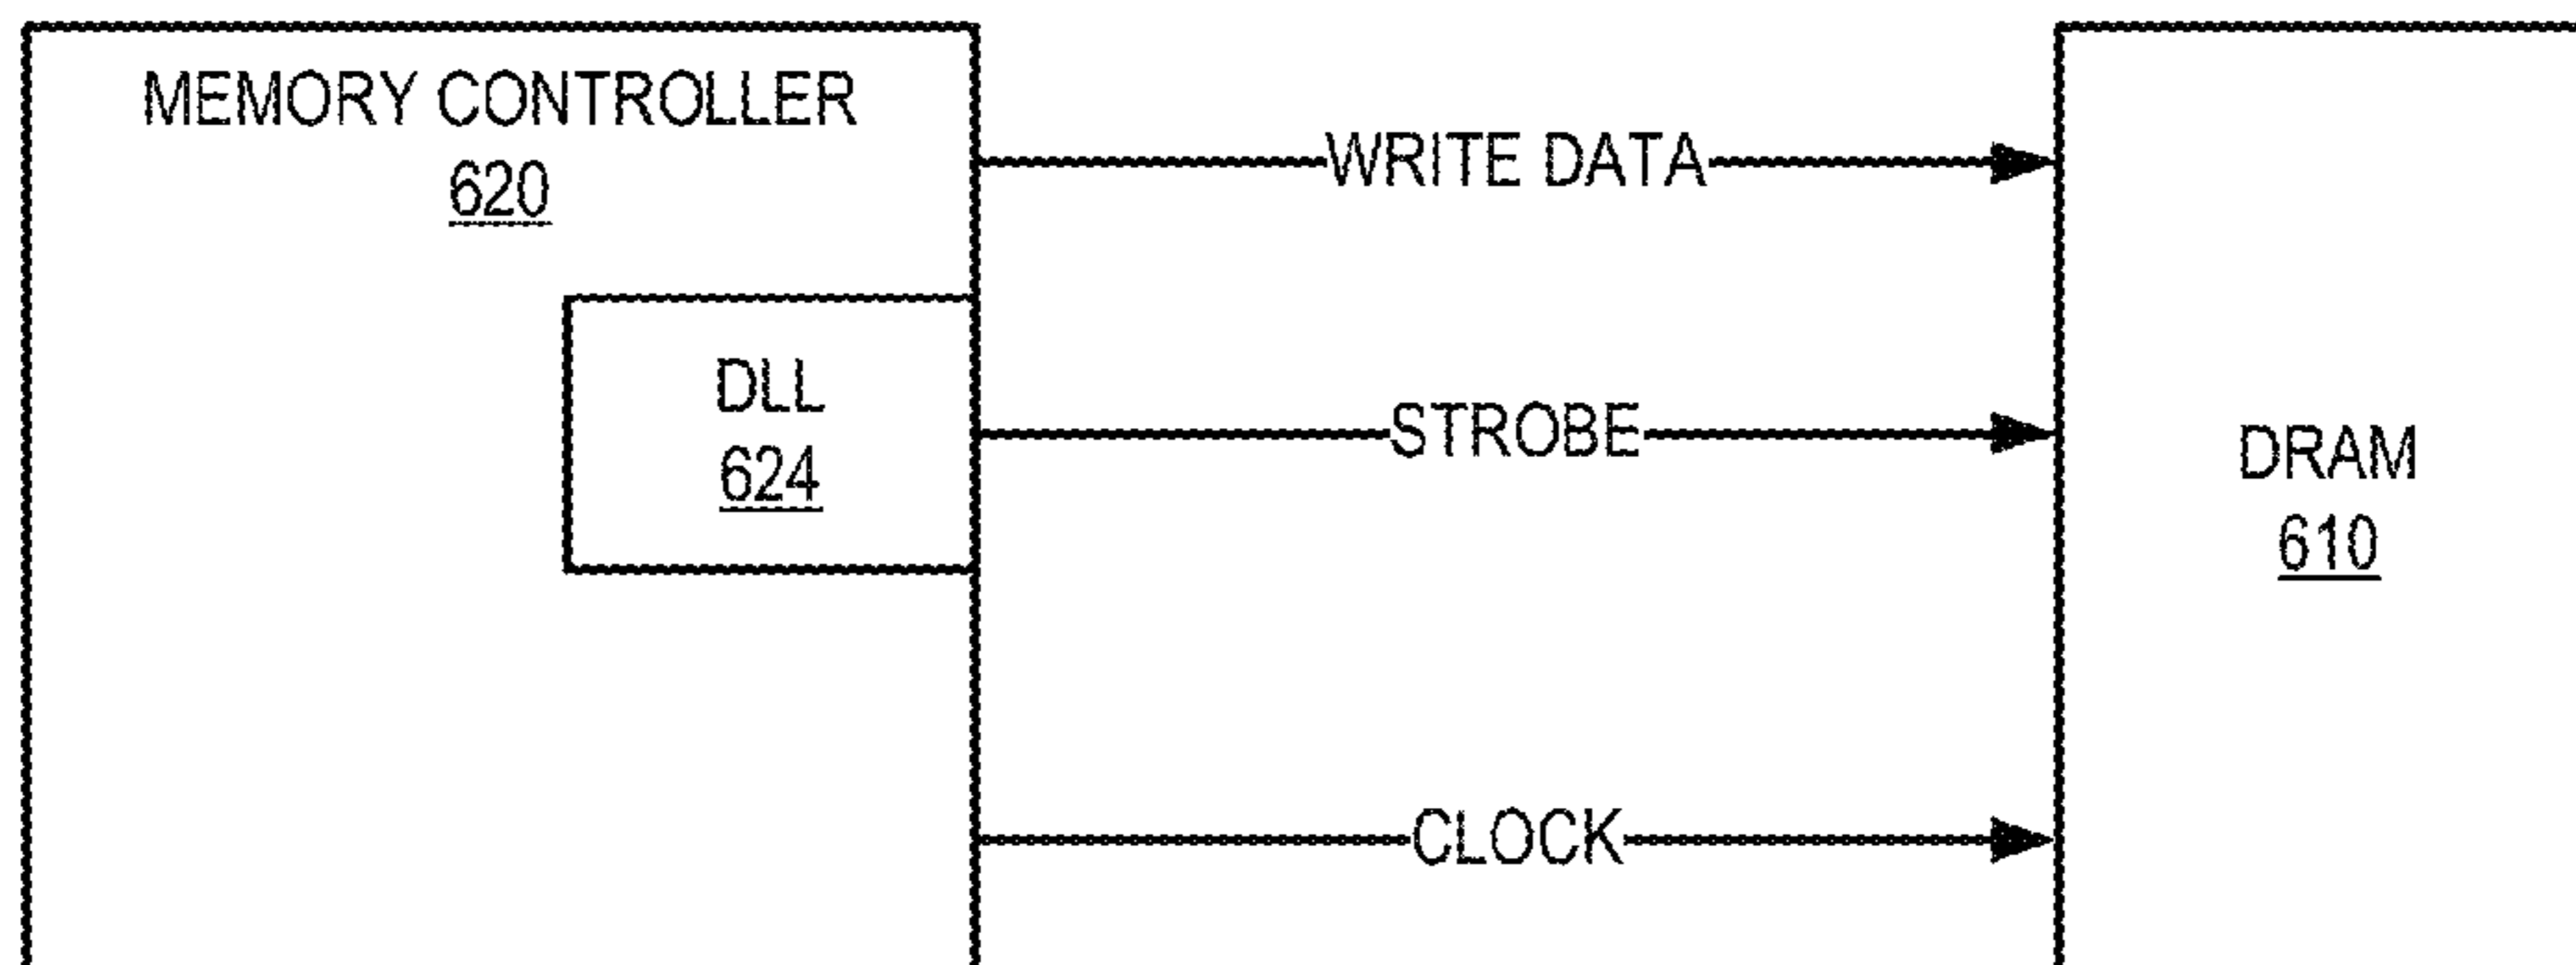 MEMORY CONTROLLER
620
WRITE DATA
DLL
624
STROBE
DRAM
610
CLOCK